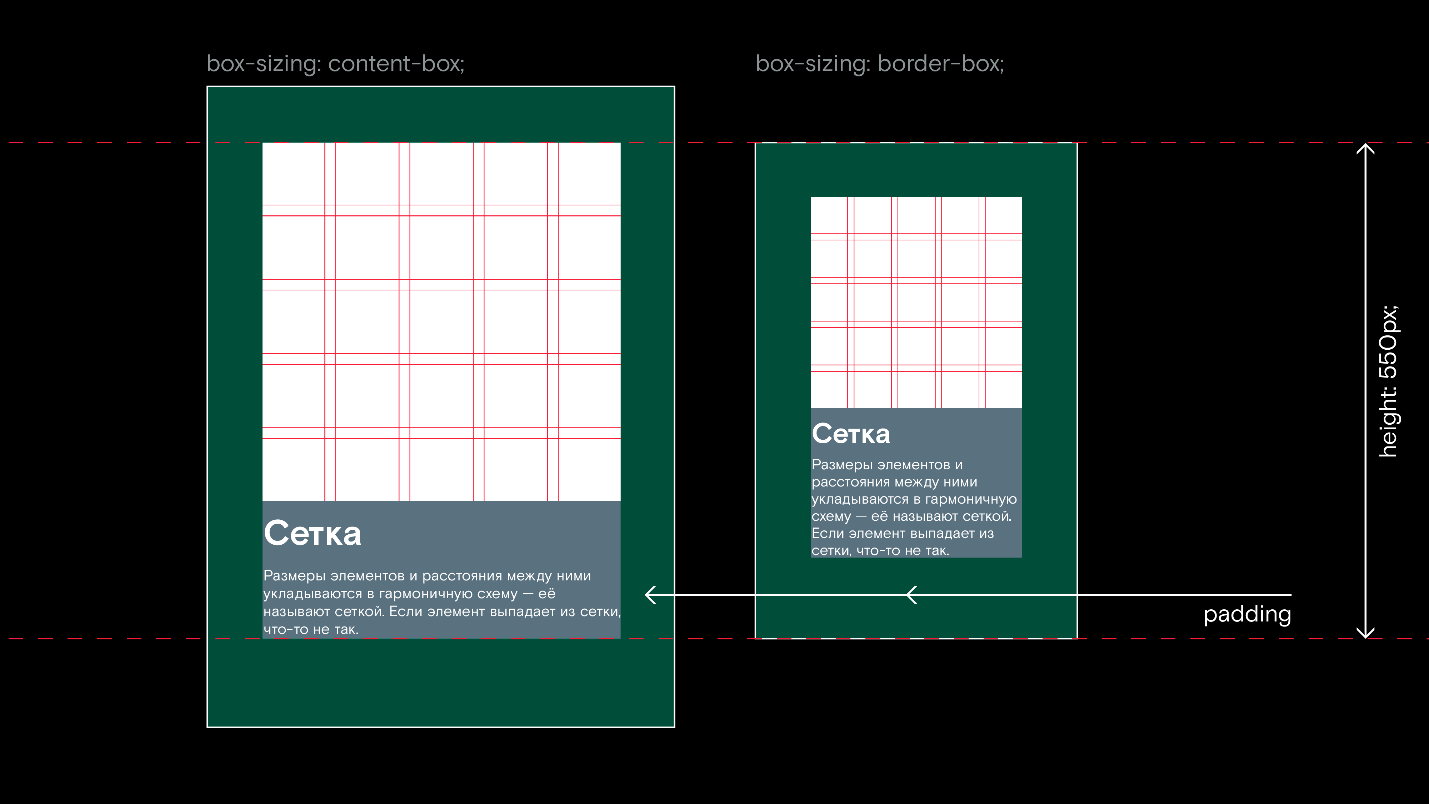 box-sizing: content-box;
box-sizing: border-box;
Сетка
Размеры элементов и расстояния между ними
укладываются в гармоничную схему — её
называют сеткой. Если элемент выпадает из сетки,
что-то не так.
Сетка
Размеры элементов и
расстояния между ними
укладываются в гармоничную
схему — её называют сеткой.
Если элемент выпадает из
сетки, что-то не так.
padding
height: 550px;